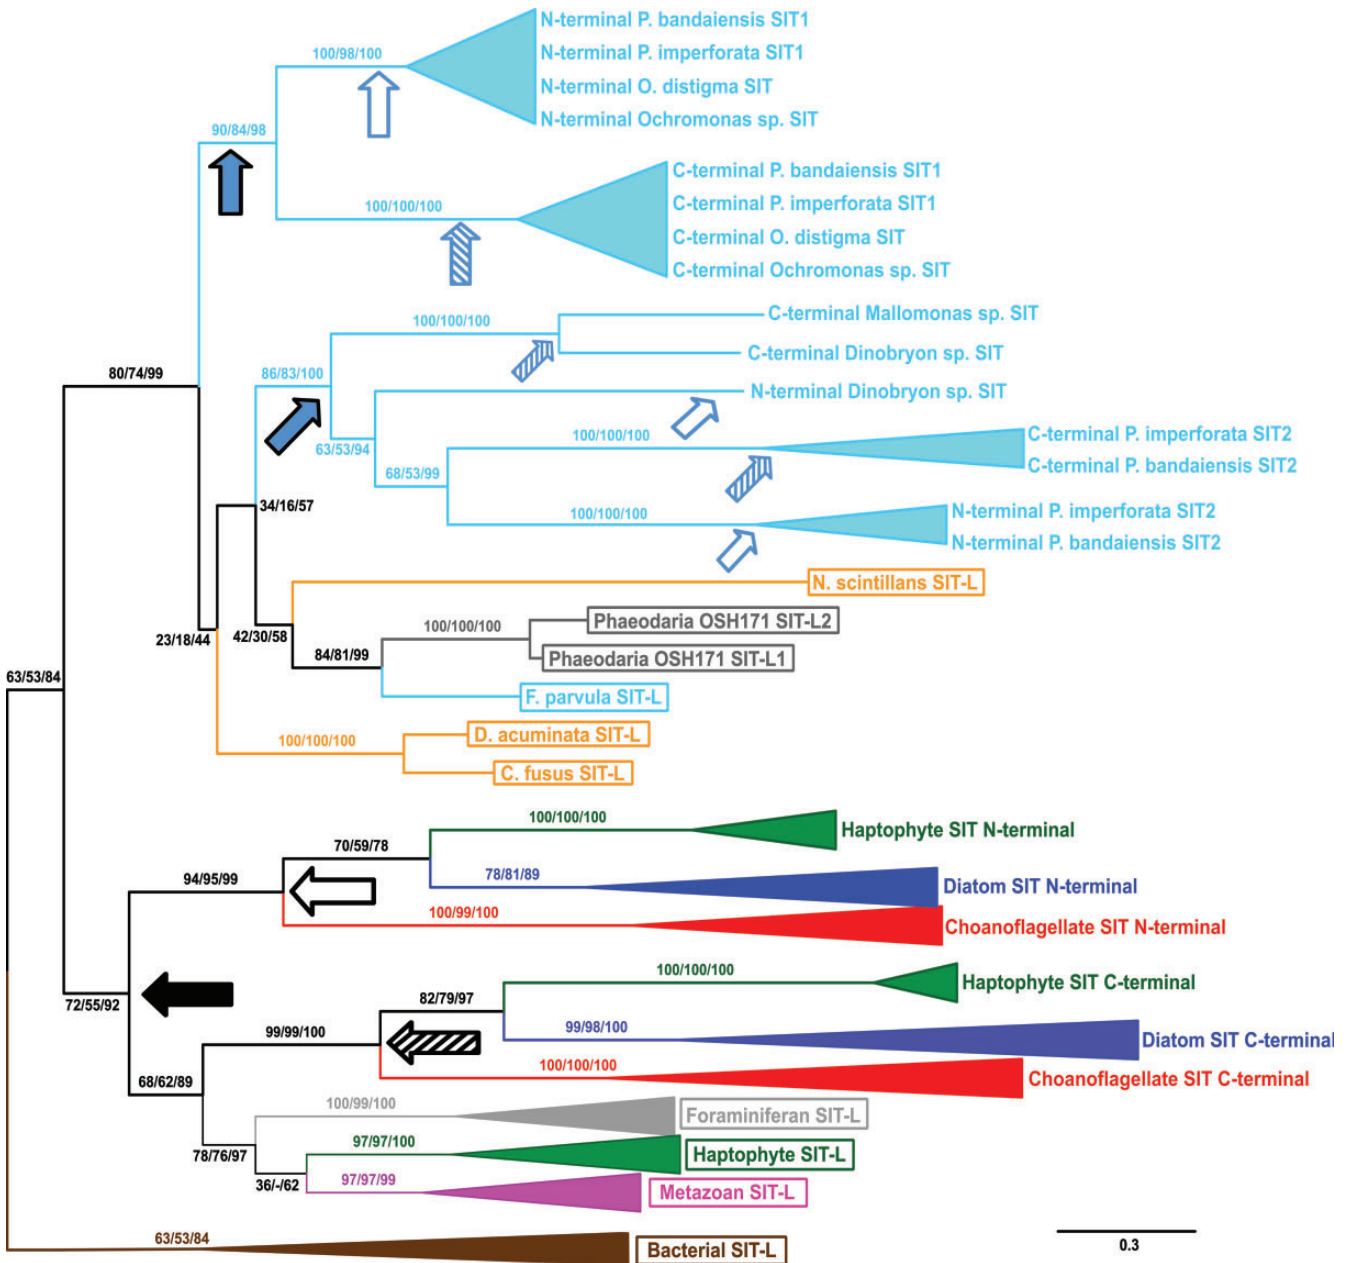 N-terminal P. bandaiensis SIT1
100/98/100
N-terminal P. imperforata SIT1
N-terminal O. distigma SIT
N-terminal Ochromonas sp. SIT
90/84/98
C-terminal P. bandaiensis SIT1
C-terminal P. imperforata SIT1
100/100/100
C-terminal O. distigma SIT
C-terminal Ochromonas sp. SIT
C-terminal Mallomonas sp. SIT
100/100/100
C-terminal Dinobryon sp. SIT
80/74/99
86/83/100
N-terminal Dinobryon sp. SIT
C-terminal P. imperforata SIT2
100/100/100
63/53/94
C-terminal P. bandaiensis SIT2
68/53/99
34/16/57
N-terminal P. imperforata SIT2
100/100/100
N-terminal P. bandaiensis SIT2
N. scintillans SIT-L
Phaeodaria OSH171 SIT-L2
100/100/100
23/18/44
42/30/58
84/81/99
Phaeodaria OSH171 SIT-L1
63/53/84
F. parvula SIT-L
D. acuminata SIT-L
100/100/100
C. fusus SIT-L
100/100/100
Haptophyte SIT N-terminal
70/59/78
94/95/99
78/81/89
Diatom SIT N-terminal
100/99/100
Choanoflagellate SIT N-terminal
100/100/100
Haptophyte SIT C-terminal
72/55/92
82/79/97
99/99/100
99/98/100
Diatom SIT C-terminal
100/100/100
Choanoflagellate SIT C-terminal
68/62/89
100/99/100
Foraminiferan SIT-L
97/97/100
Haptophyte SIT-L
78/76/97
36/-/62
97/97/99
Metazoan SIT-L
63/53/84
Bacterial SIT-L
0.3